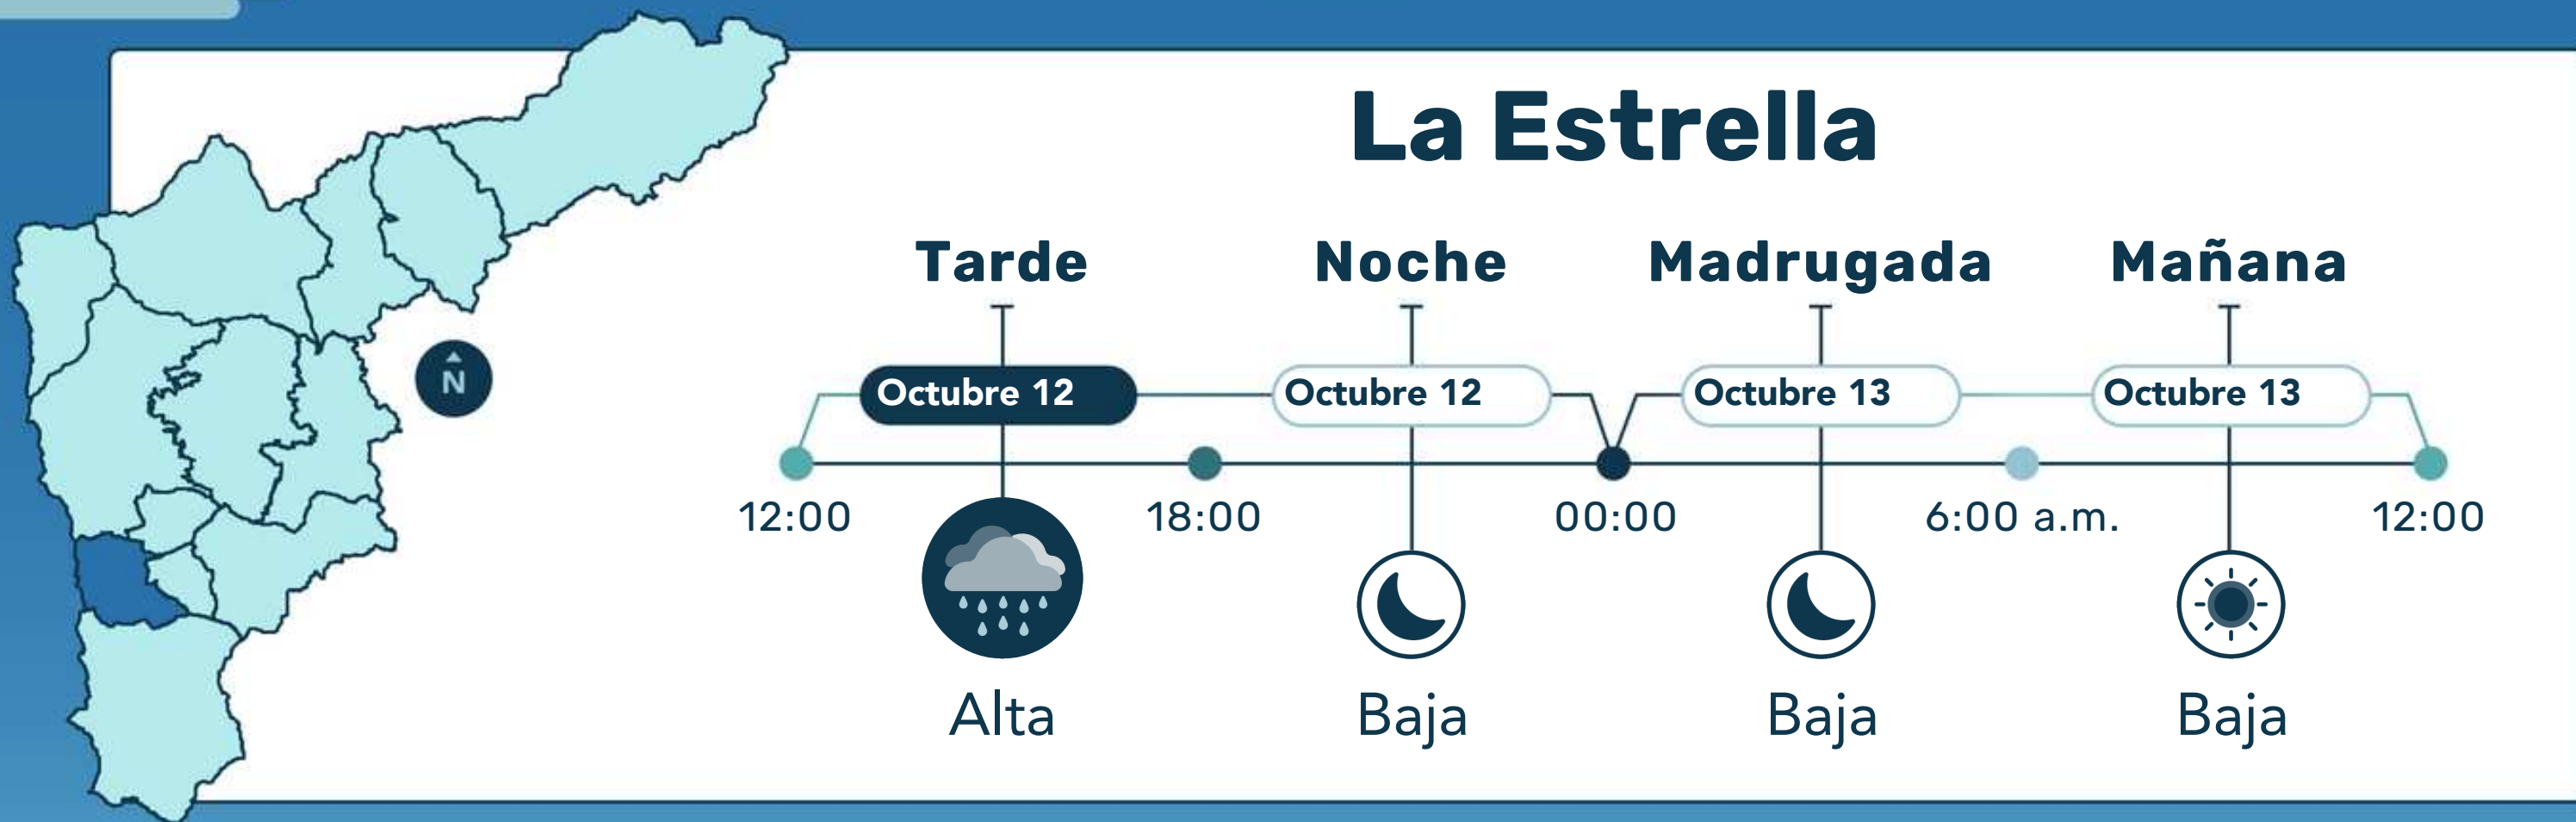 La Estrella
Tarde Noche Madrugada Mañana
Octubre 12 Octubre 12 Octubre 13 Octubre 13
N
12:00 18:00 00:00 6:00 a.m. 12:00
Alta Baja Baja Baja